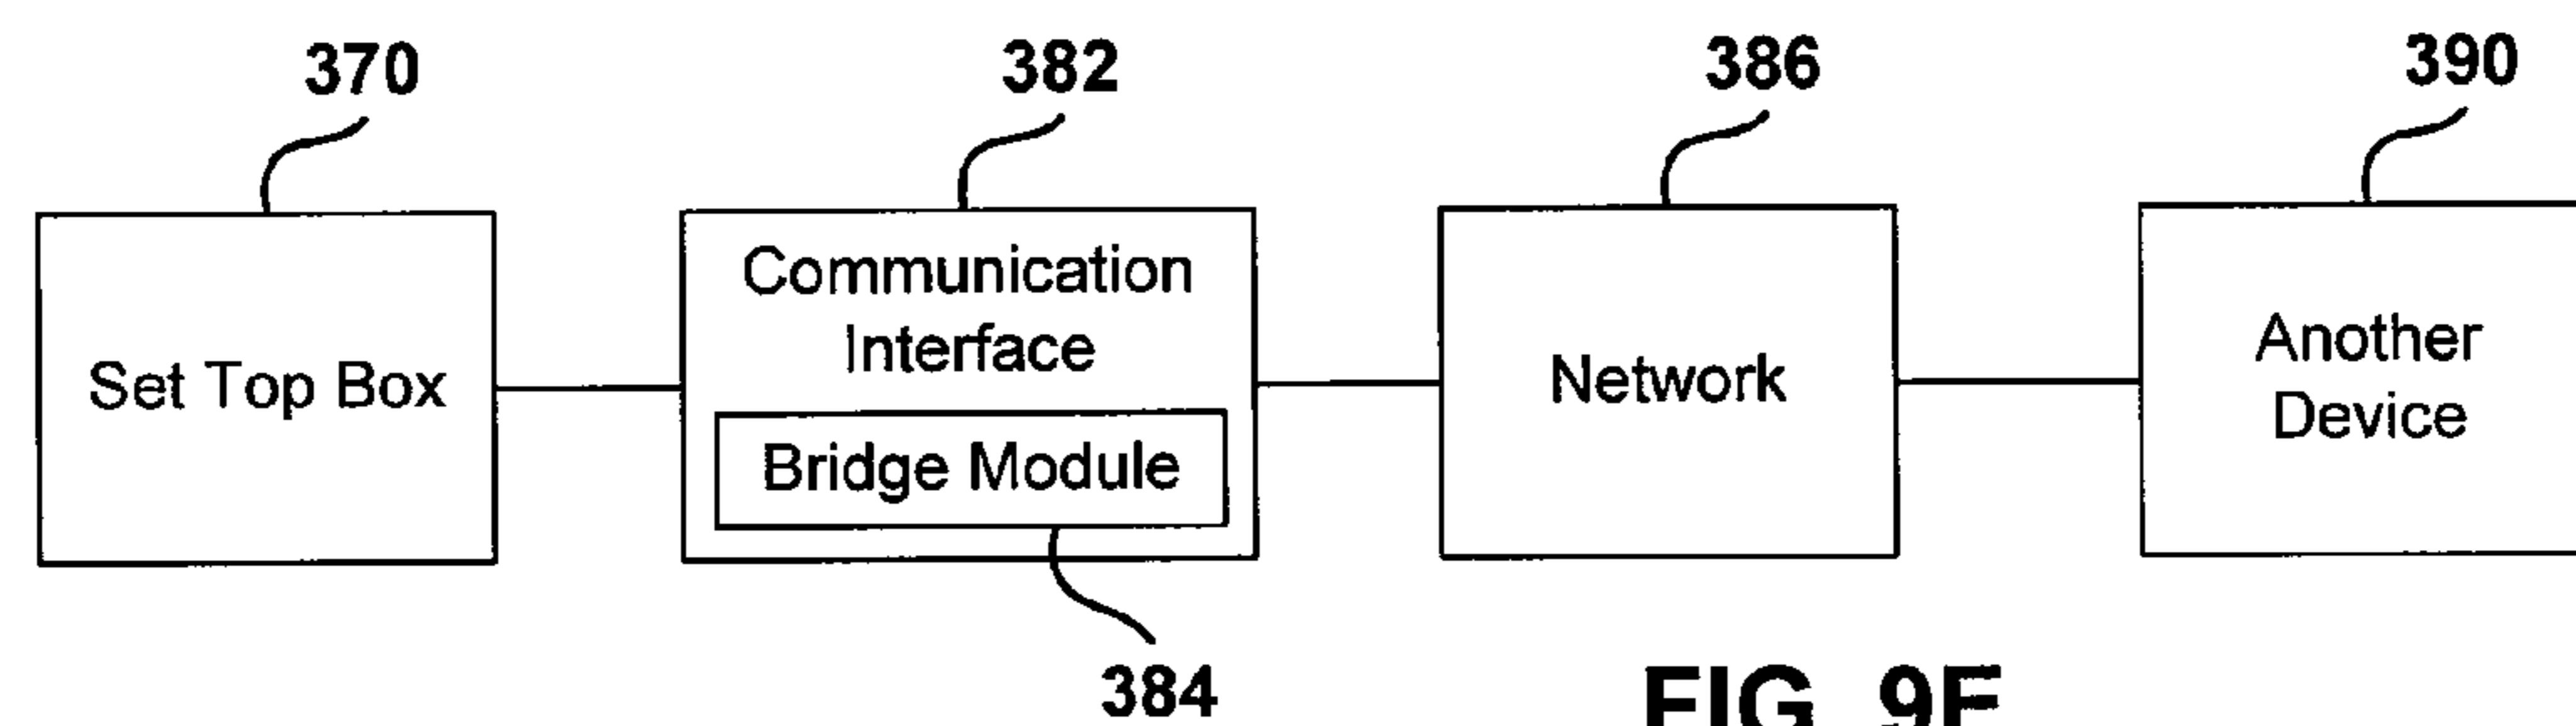 370
382
386
390
Set Top Box
Communication
Interface
Bridge Module
Network
Another
Device
384